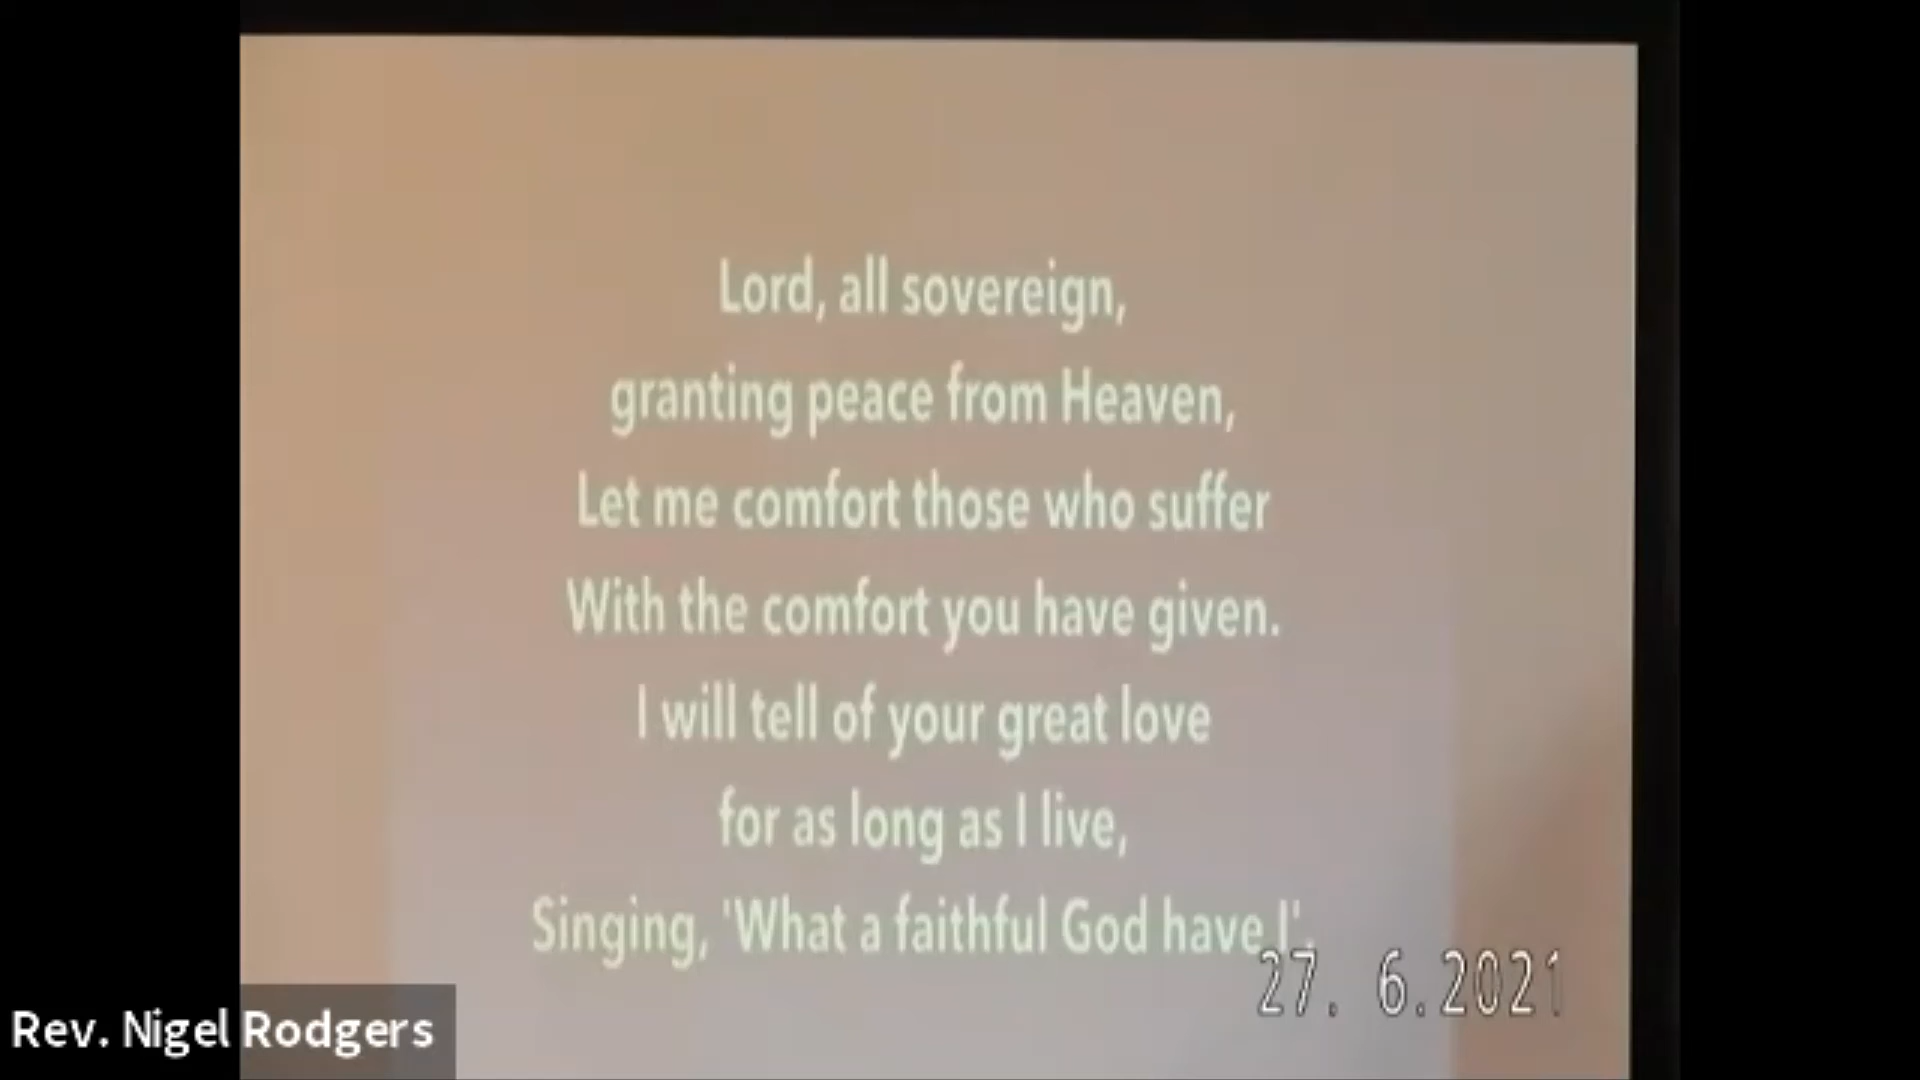 Lord, all sovereign,
granting peace from Heaven,
Let me comfort those who suffer
With the comfort you have given.
I will tell of your great love
for as long as I live,
Singing, 'What a faithful God have I'.
27. 6.2021
Rev. Nigel Rodgers